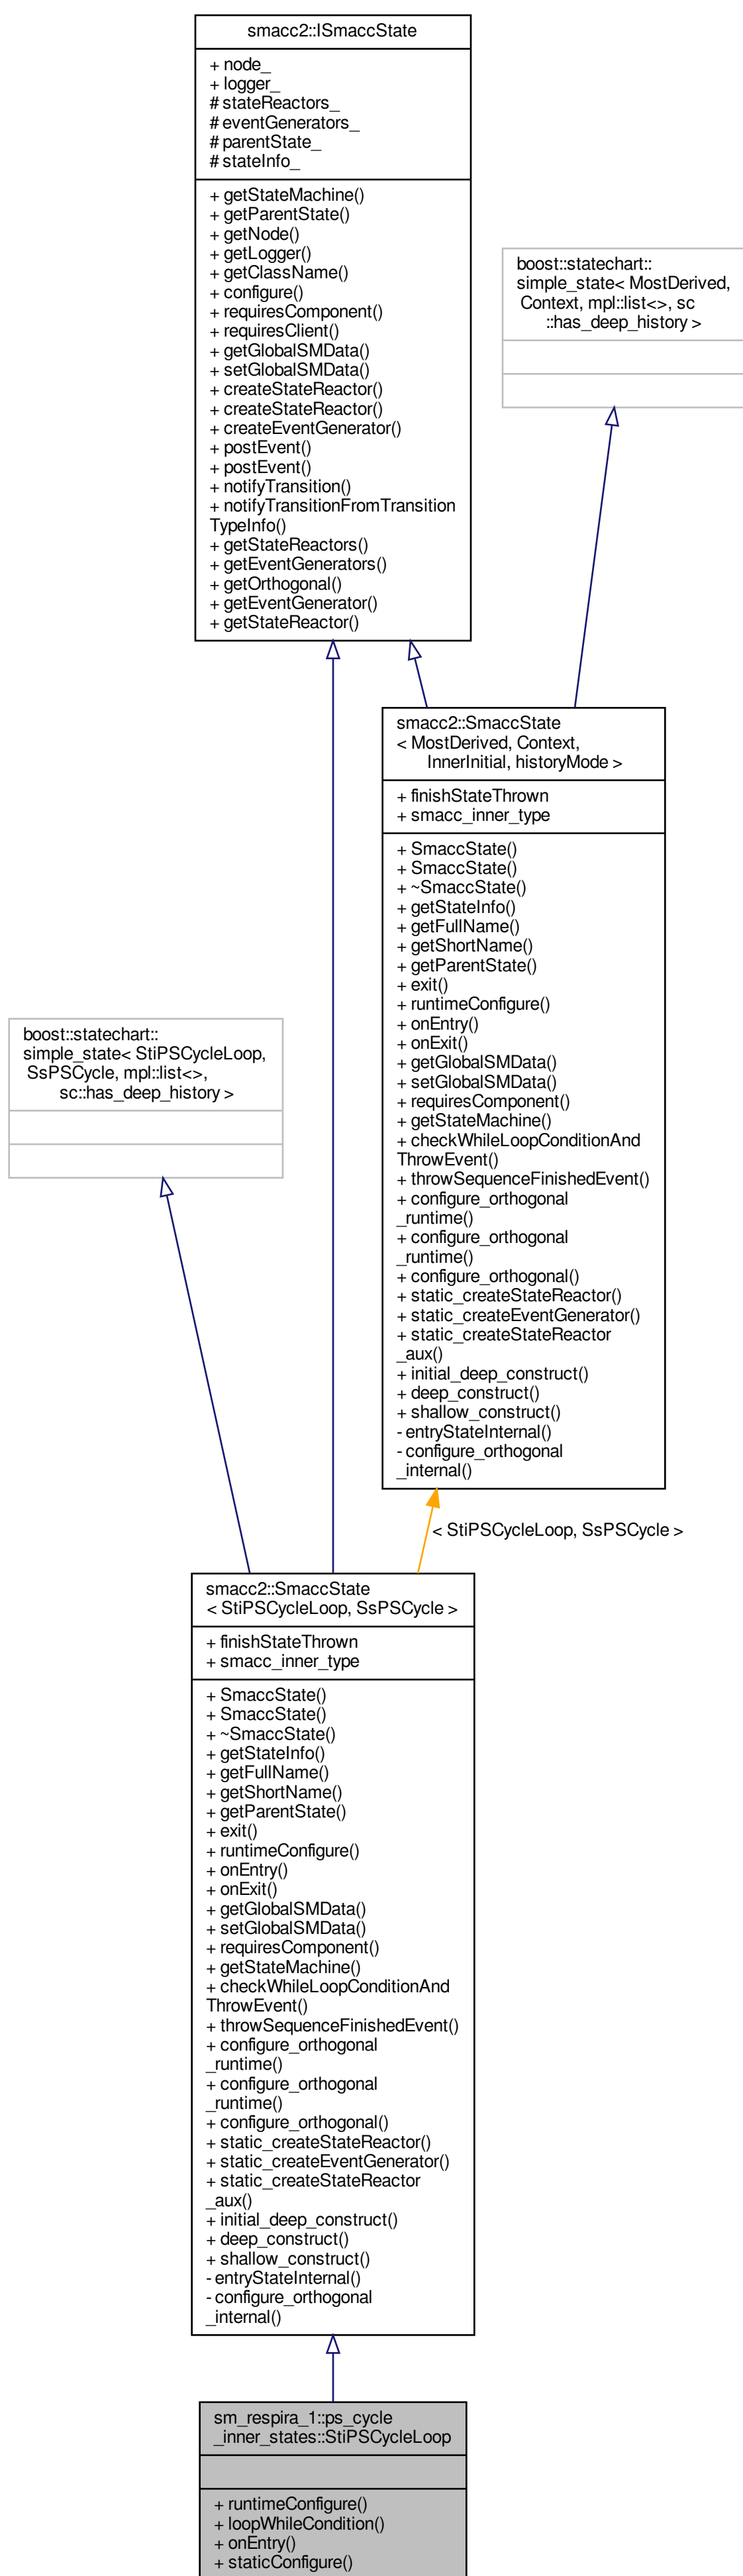 smacc2::ISmaccState
+ node_
+ logger_
# stateReactors_
# eventGenerators_
# parentState_
# stateInfo_
+ getStateMachine()
+ getParentState()
+ getNode()
+ getLogger()
+ getClassName()
+ configure()
+ requiresComponent()
+ requiresClient()
+ getGlobalSMData()
+ setGlobalSMData()
+ createStateReactor()
+ createStateReactor()
+ createEventGenerator()
+ postEvent()
+ postEvent()
+ notifyTransition()
+ notifyTransitionFromTransition
TypeInfo()
+ getStateReactors()
+ getEventGenerators()
+ getOrthogonal()
+ getEventGenerator()
+ getStateReactor()
boost::statechart::
simple_state< MostDerived,
Context, mpl::list<>, sc
::has_deep_history >
smacc2::SmaccState
< MostDerived, Context,
InnerInitial, historyMode >
+ finishStateThrown
+ smacc_inner_type
+ SmaccState()
+ SmaccState()
+ ~SmaccState()
+ getStateInfo()
+ getFullName()
+ getShortName()
+ getParentState()
+ exit()
+ runtimeConfigure()
+ onEntry()
+ onExit()
+ getGlobalSMData()
+ setGlobalSMData()
+ requiresComponent()
+ getStateMachine()
+ checkWhileLoopConditionAnd
ThrowEvent()
+ throwSequenceFinishedEvent()
+ configure_orthogonal
_runtime()
+ configure_orthogonal
_runtime()
+ configure_orthogonal()
+ static_createStateReactor()
+ static_createEventGenerator()
+ static_createStateReactor
_aux()
+ initial_deep_construct()
+ deep_construct()
+ shallow_construct()
- entryStateInternal()
- configure_orthogonal
_internal()
boost::statechart::
simple_state< StiPSCycleLoop,
SsPSCycle, mpl::list<>,
sc::has_deep_history >
< StiPSCycleLoop, SsPSCycle >
smacc2::SmaccState
< StiPSCycleLoop, SsPSCycle >
+ finishStateThrown
+ smacc_inner_type
+ SmaccState()
+ SmaccState()
+ ~SmaccState()
+ getStateInfo()
+ getFullName()
+ getShortName()
+ getParentState()
+ exit()
+ runtimeConfigure()
+ onEntry()
+ onExit()
+ getGlobalSMData()
+ setGlobalSMData()
+ requiresComponent()
+ getStateMachine()
+ checkWhileLoopConditionAnd
ThrowEvent()
+ throwSequenceFinishedEvent()
+ configure_orthogonal
_runtime()
+ configure_orthogonal
_runtime()
+ configure_orthogonal()
+ static_createStateReactor()
+ static_createEventGenerator()
+ static_createStateReactor
_aux()
+ initial_deep_construct()
+ deep_construct()
+ shallow_construct()
- entryStateInternal()
- configure_orthogonal
_internal()
sm_respira_1::ps_cycle
_inner_states::StiPSCycleLoop
+ runtimeConfigure()
+ loopWhileCondition()
+ onEntry()
+ staticConfigure()